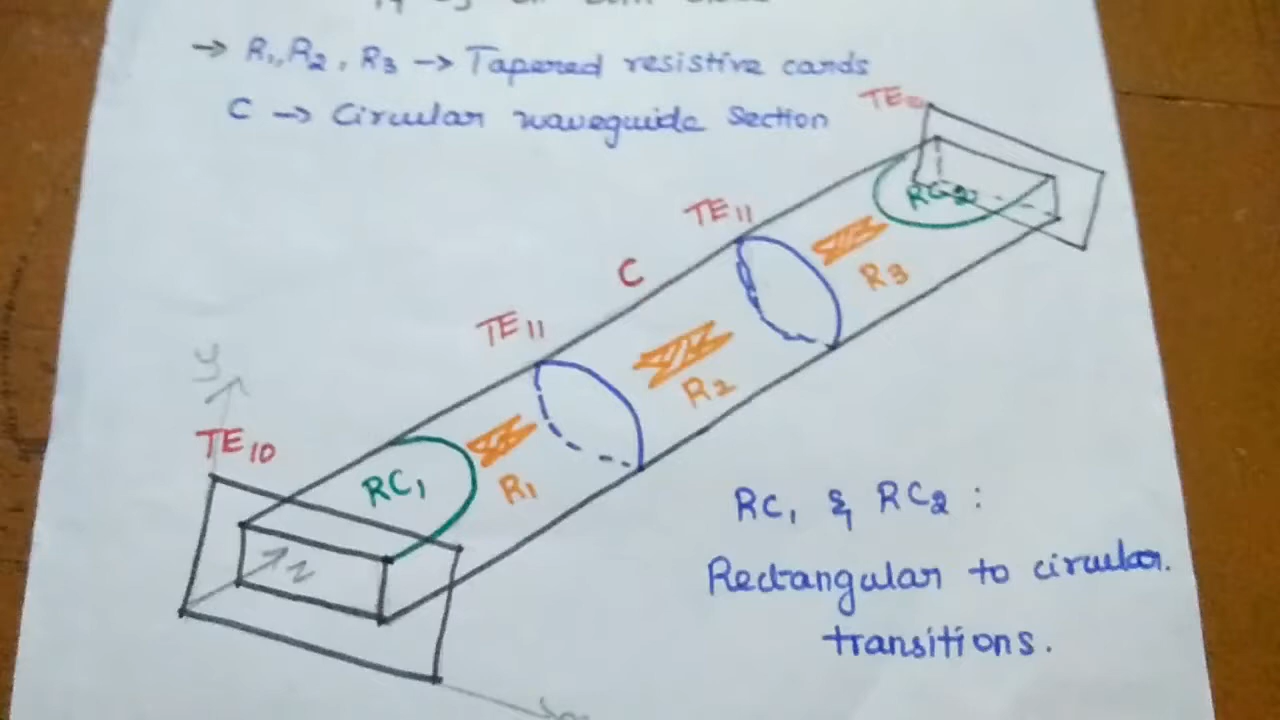 → R₁, R₂, R₃ → Tapered resistive cards
C → Circular waveguide section
TE
TE₁₁
C
RC₂
R₃
TE₁₁
R₂
y
TE₁₀
RC₁
R₁
z
RC₁ & RC₂ :
Rectangular to circular.
transitions.
x